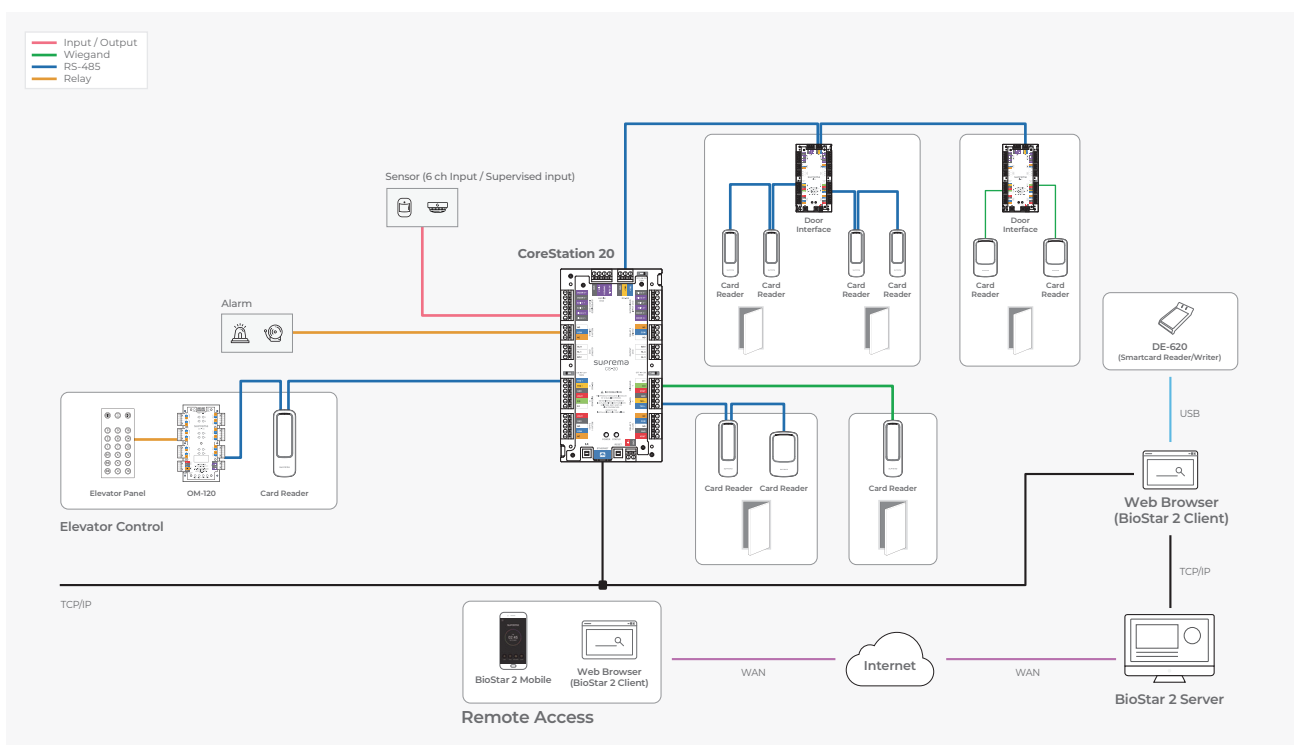 Input / Output
Wiegand
RS-485
Relay
Sensor (6 ch Input / Supervised input)
CoreStation 20
Alarm
suprema
CS-20
Door
Interface
Card
Reader
Card
Reader
Card
Reader
Card
Reader
Door
Interface
Card
Reader
Card
Reader
DE-620
(Smartcard Reader/Writer)
USB
Elevator Panel
OM-120
Card Reader
Elevator Control
Card Reader
Card Reader
Card Reader
Web Browser
(BioStar 2 Client)
TCP/IP
TCP/IP
BioStar 2 Mobile
Web Browser
(BioStar 2 Client)
Remote Access
WAN
Internet
WAN
BioStar 2 Server